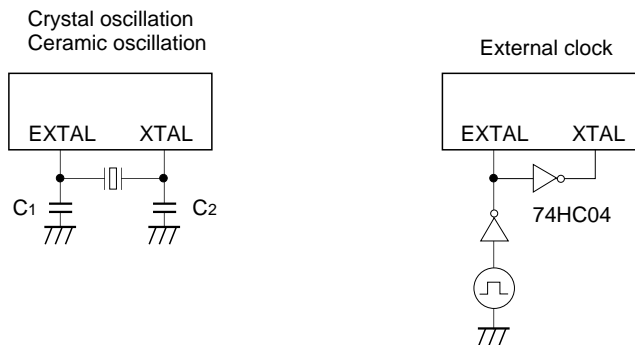 Crystal oscillation
Ceramic oscillation
EXTAL XTAL
C1 C2
External clock
EXTAL XTAL
74HC04